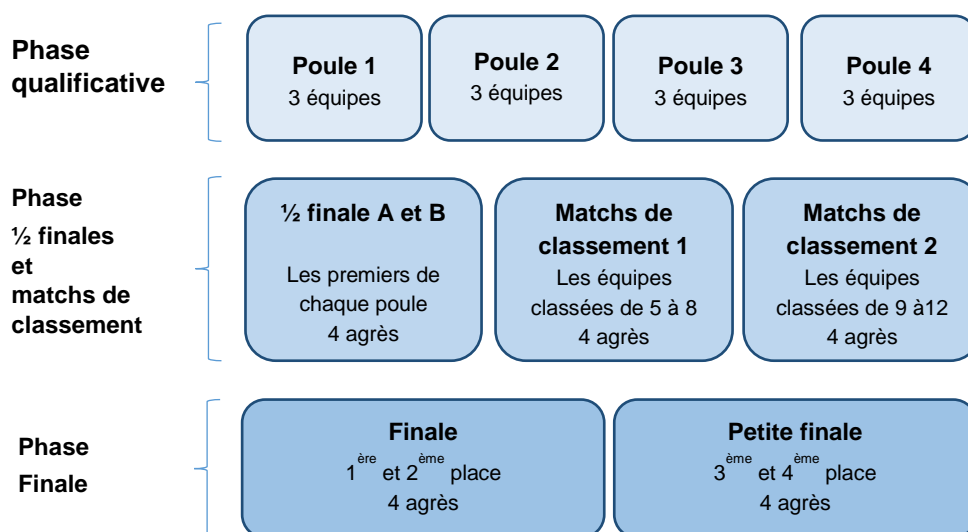 Phase
qualificative
Poule 1
3 équipes
Poule 2
3 équipes
Poule 3
3 équipes
Poule 4
3 équipes
Phase
½ finales
et
matchs de
classement
½ finale A et B
Les premiers de
chaque poule
4 agrès
Matchs de
classement 1
Les équipes
classées de 5 à 8
4 agrès
Matchs de
classement 2
Les équipes
classées de 9 à12
4 agrès
Phase
Finale
Finale
1ère et 2ème place
4 agrès
Petite finale
3ème et 4ème place
4 agrès